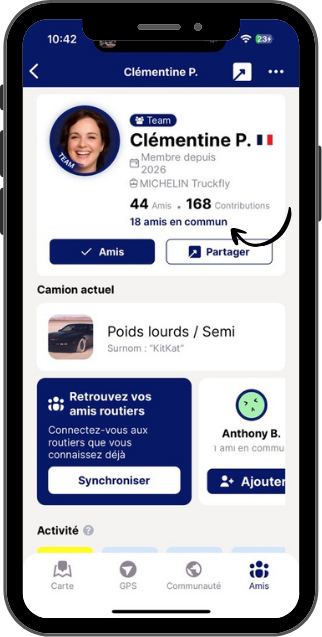 10:42
23
Clémentine P.
TEAM
Team
Clémentine P.
Membre depuis
2026
MICHELIN Truckfly
44 Amis • 168 Contributions
18 amis en commun
Amis
Partager
Camion actuel
Poids lourds / Semi
Surnom : "KitKat"
Retrouvez vos
amis routiers
Connectez-vous aux
routiers que vous
connaissez déjà
Synchroniser
Anthony B.
1 ami en commu
Ajouter
Activité
Carte
GPS
Communauté
Amis